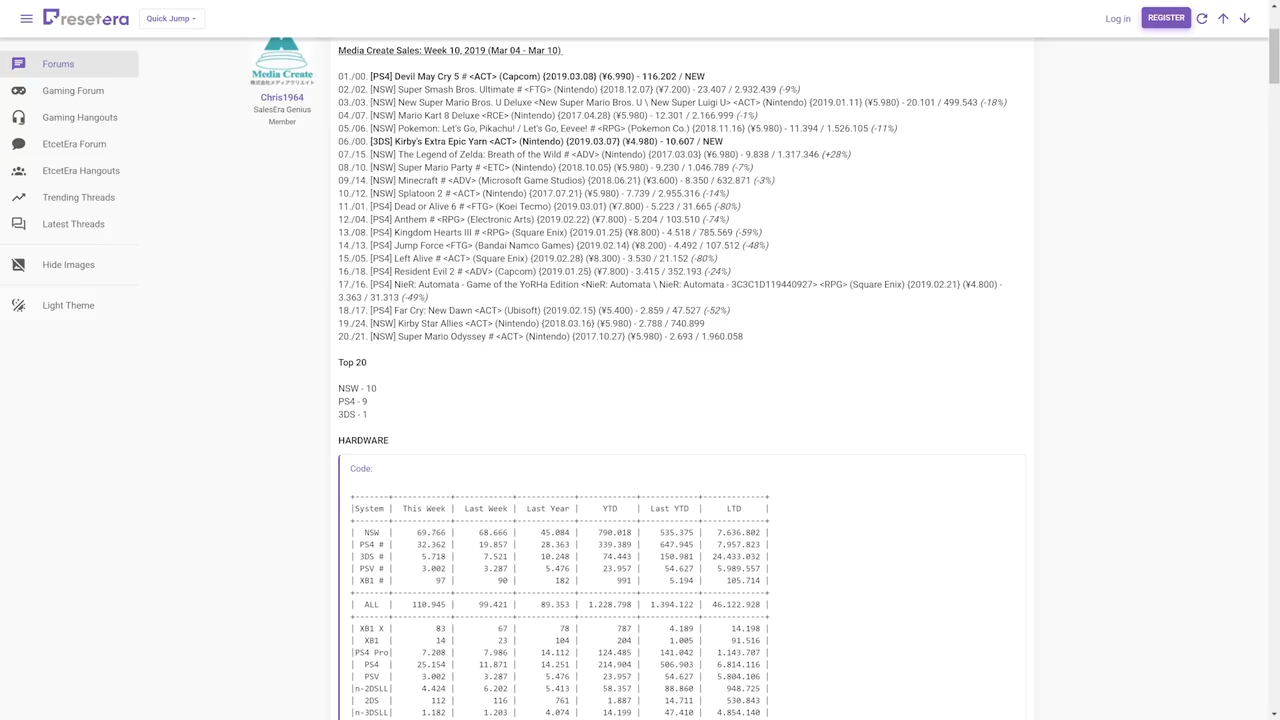 resetera
Quick Jump
Log in
REGISTER
Forums
Gaming Forum
Gaming Hangouts
EtcetEra Forum
EtcetEra Hangouts
Trending Threads
Latest Threads
Hide Images
Light Theme
Media Create
株式会社メディアクリエイト
Chris1964
SalesEra Genius
Member
Media Create Sales: Week 10, 2019 (Mar 04 - Mar 10)
01./00. [PS4] Devil May Cry 5 # <ACT> (Capcom) {2019.03.08} (¥6.990) - 116.202 / NEW
02./02. [NSW] Super Smash Bros. Ultimate # <FTG> (Nintendo) {2018.12.07} (¥7.200) - 23.407 / 2.932.439 (-9%)
03./03. [NSW] New Super Mario Bros. U Deluxe <New Super Mario Bros. U \ New Super Luigi U> <ACT> (Nintendo) {2019.01.11} (¥5.980) - 20.101 / 499.543 (-18%)
04./07. [NSW] Mario Kart 8 Deluxe <RCE> (Nintendo) {2017.04.28} (¥5.980) - 12.301 / 2.166.999 (-1%)
05./06. [NSW] Pokemon: Let's Go, Pikachu! / Let's Go, Eevee! # <RPG> (Pokemon Co.) {2018.11.16} (¥5.980) - 11.394 / 1.526.105 (-11%)
06./00. [3DS] Kirby's Extra Epic Yarn <ACT> (Nintendo) {2019.03.07} (¥4.980) - 10.607 / NEW
07./15. [NSW] The Legend of Zelda: Breath of the Wild # <ADV> (Nintendo) {2017.03.03} (¥6.980) - 9.838 / 1.317.346 (+28%)
08./10. [NSW] Super Mario Party # <ETC> (Nintendo) {2018.10.05} (¥5.980) - 9.230 / 1.046.789 (-7%)
09./14. [NSW] Minecraft # <ADV> (Microsoft Game Studios) {2018.06.21} (¥3.600) - 8.350 / 632.871 (-3%)
10./12. [NSW] Splatoon 2 # <ACT> (Nintendo) {2017.07.21} (¥5.980) - 7.739 / 2.955.316 (-14%)
11./01. [PS4] Dead or Alive 6 # <FTG> (Koei Tecmo) {2019.03.01} (¥7.800) - 5.223 / 31.665 (-80%)
12./04. [PS4] Anthem # <RPG> (Electronic Arts) {2019.02.22} (¥7.800) - 5.204 / 103.510 (-74%)
13./08. [PS4] Kingdom Hearts III # <RPG> (Square Enix) {2019.01.25} (¥8.800) - 4.518 / 785.569 (-59%)
14./13. [PS4] Jump Force <FTG> (Bandai Namco Games) {2019.02.14} (¥8.200) - 4.492 / 107.512 (-48%)
15./05. [PS4] Left Alive # <ACT> (Square Enix) {2019.02.28} (¥8.300) - 3.530 / 21.152 (-80%)
16./18. [PS4] Resident Evil 2 # <ADV> (Capcom) {2019.01.25} (¥7.800) - 3.415 / 352.193 (-24%)
17./16. [PS4] NieR: Automata - Game of the YoRHa Edition <NieR: Automata \ NieR: Automata - 3C3C1D119440927> <RPG> (Square Enix) {2019.02.21} (¥4.800) -
3.363 / 31.313 (-49%)
18./17. [PS4] Far Cry: New Dawn <ACT> (Ubisoft) {2019.02.15} (¥5.400) - 2.859 / 47.527 (-52%)
19./24. [NSW] Kirby Star Allies <ACT> (Nintendo) {2018.03.16} (¥5.980) - 2.788 / 740.899
20./21. [NSW] Super Mario Odyssey # <ACT> (Nintendo) {2017.10.27} (¥5.980) - 2.693 / 1.960.058
Top 20
NSW - 10
PS4 - 9
3DS - 1
HARDWARE
Code:
+-------+-----------+-----------+-----------+-----------+-----------+-------------+
|System | This Week | Last Week | Last Year | YTD | Last YTD | LTD |
+-------+-----------+-----------+-----------+-----------+-----------+-------------+
| NSW | 69.766 | 68.666 | 45.084 | 790.018 | 535.375 | 7.636.802 |
| PS4 # | 32.362 | 19.857 | 28.363 | 339.389 | 647.945 | 7.957.823 |
| 3DS # | 5.718 | 7.521 | 10.248 | 74.443 | 150.981 | 24.433.032 |
| PSV # | 3.002 | 3.287 | 5.476 | 23.957 | 54.627 | 5.989.557 |
| XB1 # | 97 | 90 | 182 | 991 | 5.194 | 105.714 |
+-------+-----------+-----------+-----------+-----------+-----------+-------------+
| ALL | 110.945 | 99.421 | 89.353 | 1.228.798 | 1.394.122 | 46.122.928 |
+-------+-----------+-----------+-----------+-----------+-----------+-------------+
| XB1 X | 83 | 67 | 78 | 787 | 4.189 | 14.198 |
| XB1 | 14 | 23 | 104 | 204 | 1.005 | 91.516 |
|PS4 Pro| 7.208 | 7.986 | 14.112 | 124.485 | 141.042 | 1.143.707 |
| PS4 | 25.154 | 11.871 | 14.251 | 214.904 | 506.903 | 6.814.116 |
| PSV | 3.002 | 3.287 | 5.476 | 23.957 | 54.627 | 5.804.106 |
|n-2DSLL| 4.424 | 6.202 | 5.413 | 58.357 | 88.860 | 948.725 |
| 2DS | 112 | 116 | 761 | 1.887 | 14.711 | 530.843 |
|n-3DSLL| 1.182 | 1.203 | 4.074 | 14.199 | 47.410 | 4.854.140 |